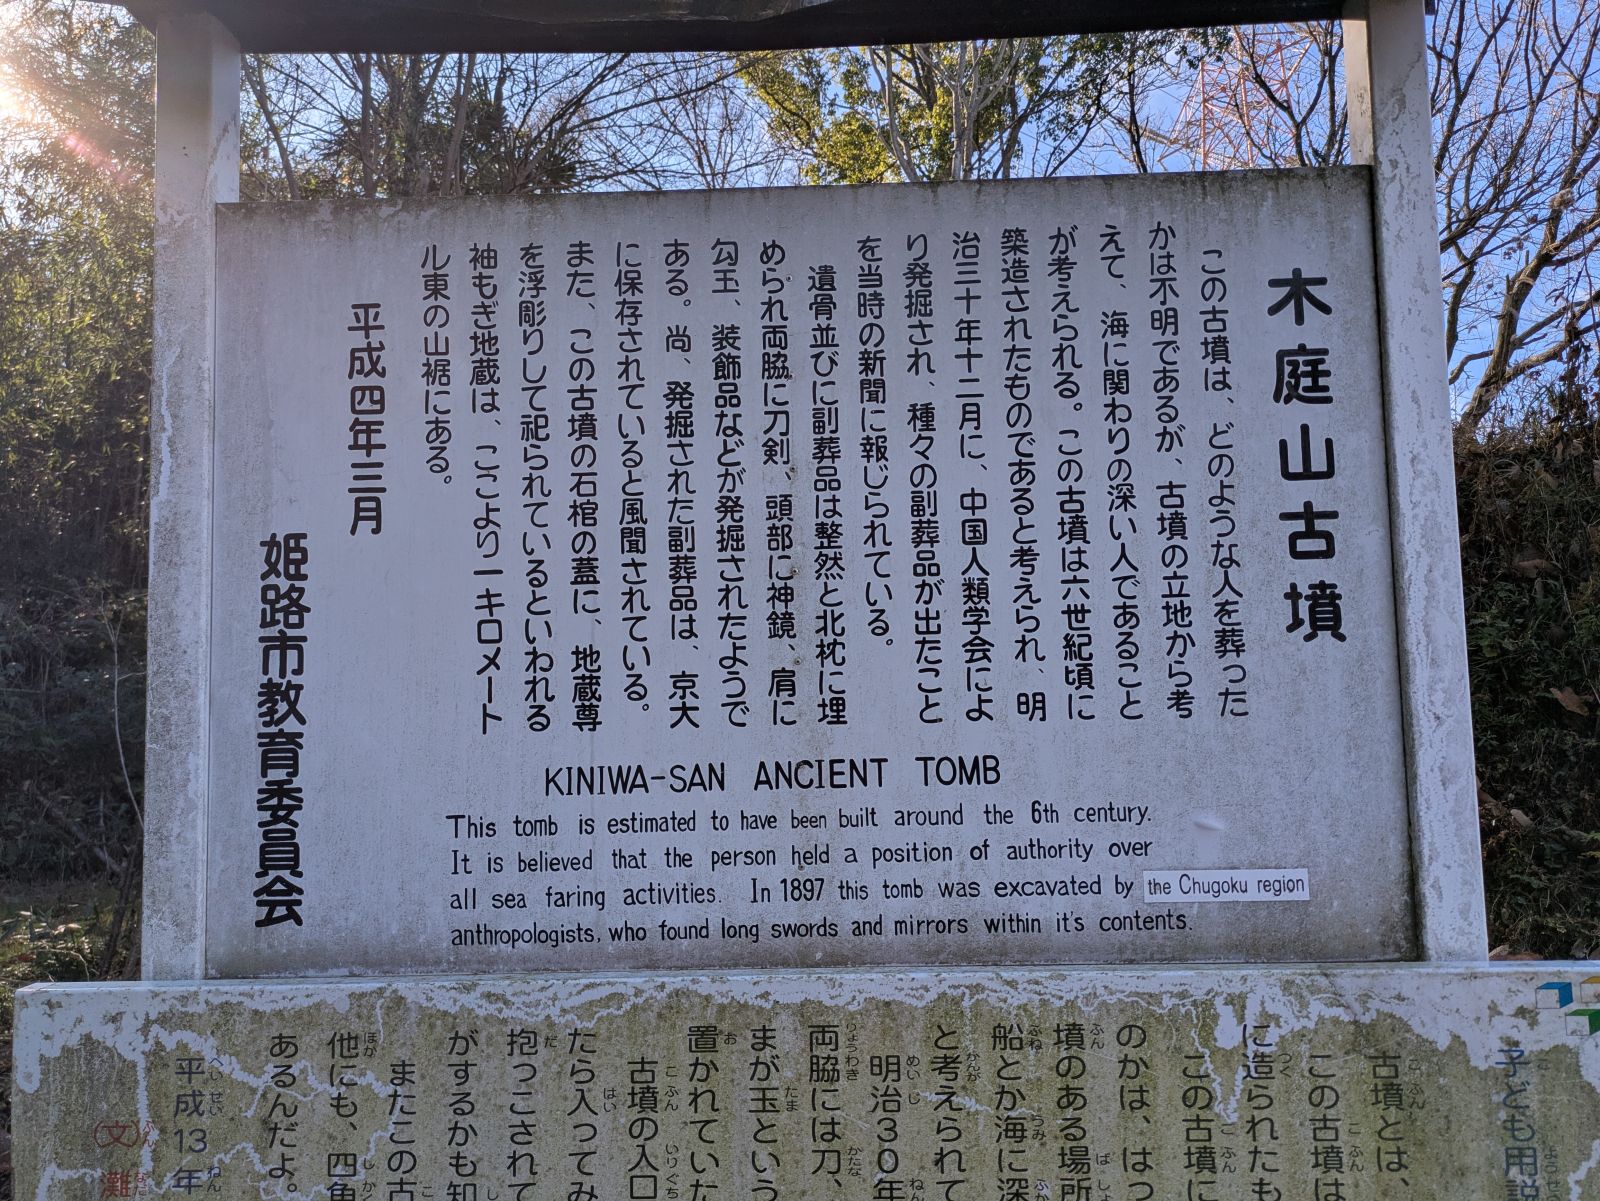 木庭山古墳
この古墳は、どのような人を葬った
かは不明であるが、古墳の立地から考
えて、海に関わりの深い人であること
が考えられる。この古墳は六世紀頃に
築造されたものであると考えられ、明
治三十年十二月に、中国人類学会によ
り発掘され、種々の副葬品が出たこと
を当時の新聞に報じられている。
遺骨並びに副葬品は整然と北枕に埋
められ両脇に刀剣、頭部に神鏡、肩に
勾玉、装飾品などが発掘されたようで
ある。尚、発掘された副葬品は、京大
に保存されていると風聞されている。
また、この古墳の石棺の蓋に、地蔵尊
を浮彫りして祀られているといわれる
袖もぎ地蔵は、ここより一キロメート
ル東の山裾にある。
平成四年三月
姫路市教育委員会
KINIWA-SAN ANCIENT TOMB
This tomb is estimated to have been built around the 6th century.
It is believed that the person held a position of authority over
all sea faring activities. In 1897 this tomb was excavated by the Chugoku region
anthropologists, who found long swords and mirrors within it's contents.
子ども用説
古墳とは、
この古墳は
に造られたも
この古墳に
のかは、はっ
墳のある場所
船とか海に深
と考えられて
明治30年
両脇には刀、
まが玉という
置かれていた
古墳の入口
たら入ってみ
抱っこされて
がするかも知
またこの古
他にも、四角
あるんだよ。
平成13年
(文)灘